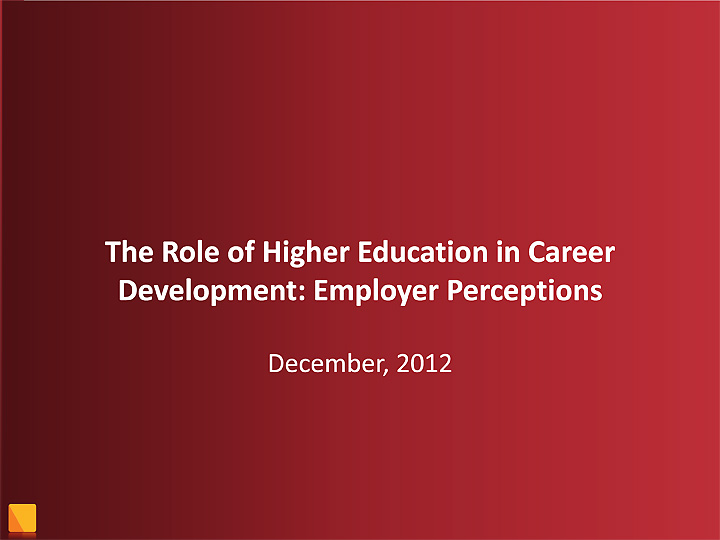 The Role of Higher Education in Career
Development: Employer Perceptions
December, 2012